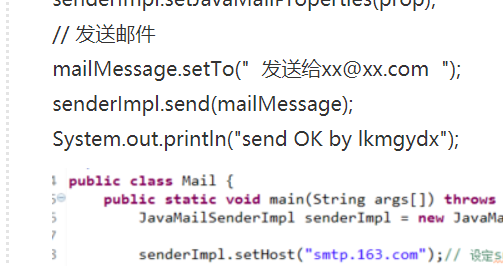 senderImpl.setJavaMailProperties(prop);
// 发送邮件
mailMessage.setTo("  发送给xx@xx.com  ");
senderImpl.send(mailMessage);
System.out.println("send OK by lkmgydx");
4 public class Mail {
5 public static void main(String args[]) throws
6 JavaMailSenderImpl senderImpl = new JavaMa
7
8 senderImpl.setHost("smtp.163.com");// 设定s